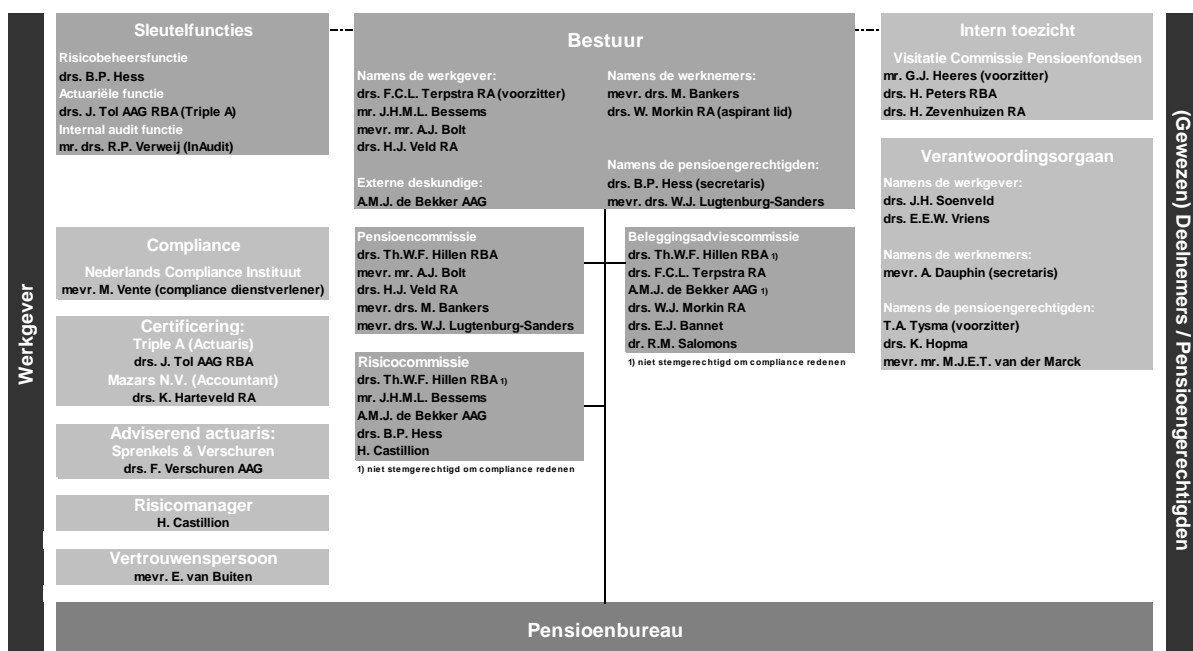 Werkgever
Sleutelfuncties
Risicobeheersfunctie
drs. B.P. Hess
Actuariële functie
drs. J. Tol AAG RBA (Triple A)
Internal audit functie
mr. drs. R.P. Verweij (InAudit)
Compliance
Nederlands Compliance Instituut
mevr. M. Vente (compliance dienstverlener)
Certificering:
Triple A (Actuaris)
drs. J. Tol AAG RBA
Mazars N.V. (Accountant)
drs. K. Harteveld RA
Adviserend actuaris:
Sprenkels & Verschuren
drs. F. Verschuren AAG
Risicomanager
H. Castillion
Vertrouwenspersoon
mevr. E. van Buiten
Bestuur
Namens de werkgever:
drs. F.C.L. Terpstra RA (voorzitter)
mr. J.H.M.L. Bessems
mevr. mr. A.J. Bolt
drs. H.J. Veld RA
Externe deskundige:
A.M.J. de Bekker AAG
Namens de werknemers:
mevr. drs. M. Bankers
drs. W. Morkin RA (aspirant lid)
Namens de pensioengerechtigden:
drs. B.P. Hess (secretaris)
mevr. drs. W.J. Lugtenburg-Sanders
Pensioencommissie
drs. Th.W.F. Hillen RBA
mevr. mr. A.J. Bolt
drs. H.J. Veld RA
mevr. drs. M. Bankers
mevr. drs. W.J. Lugtenburg-Sanders
Risicocommissie
drs. Th.W.F. Hillen RBA 1)
mr. J.H.M.L. Bessems
A.M.J. de Bekker AAG
drs. B.P. Hess
H. Castillion
1) niet stemgerechtigd om compliance redenen
Beleggingsadviescommissie
drs. Th.W.F. Hillen RBA 1)
drs. F.C.L. Terpstra RA
A.M.J. de Bekker AAG 1)
drs. W.J. Morkin RA
drs. E.J. Bannet
dr. R.M. Salomons
1) niet stemgerechtigd om compliance redenen
Intern toezicht
Visitatie Commissie Pensioenfondsen
mr. G.J. Heeres (voorzitter)
drs. H. Peters RBA
drs. H. Zevenhuizen RA
Verantwoordingsorgaan
Namens de werkgever:
drs. J.H. Soenveld
drs. E.E.W. Vriens
Namens de werknemers:
mevr. A. Dauphin (secretaris)
Namens de pensioengerechtigden:
T.A. Tysma (voorzitter)
drs. K. Hopma
mevr. mr. M.J.E.T. van der Marck
(Gewezen) Deelnemers / Pensioengerechtigden
Pensioenbureau